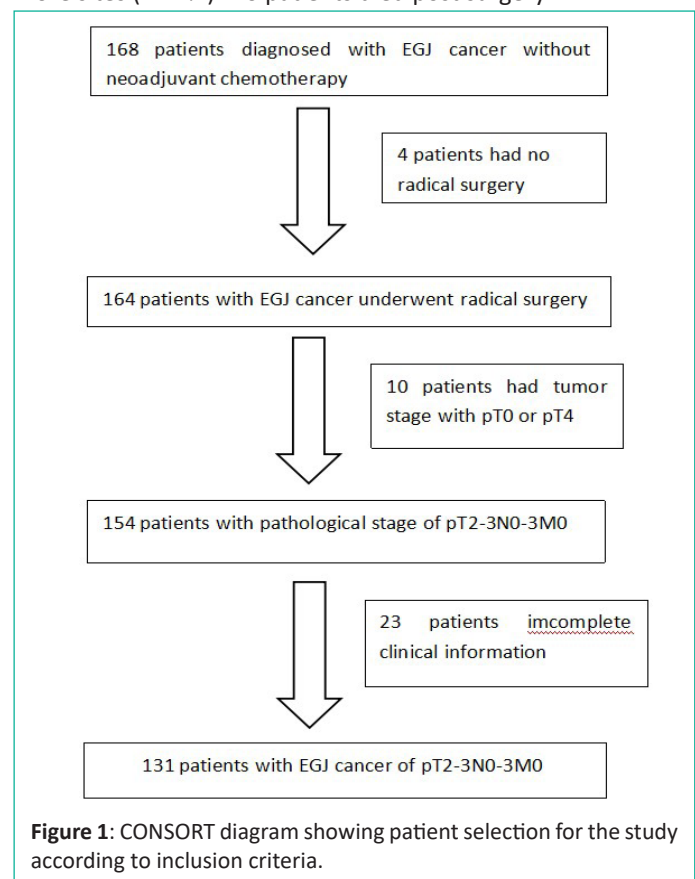 168 patients diagnosed with EGJ cancer without
neoadjuvant chemotherapy
4 patients had no
radical surgery
164 patients with EGJ cancer underwent radical surgery
10 patients had tumor
stage with pT0 or pT4
154 patients with pathological stage of pT2-3N0-3M0
23 patients imcomplete
clinical information
131 patients with EGJ cancer of pT2-3N0-3M0
Figure 1: CONSORT diagram showing patient selection for the study
according to inclusion criteria.